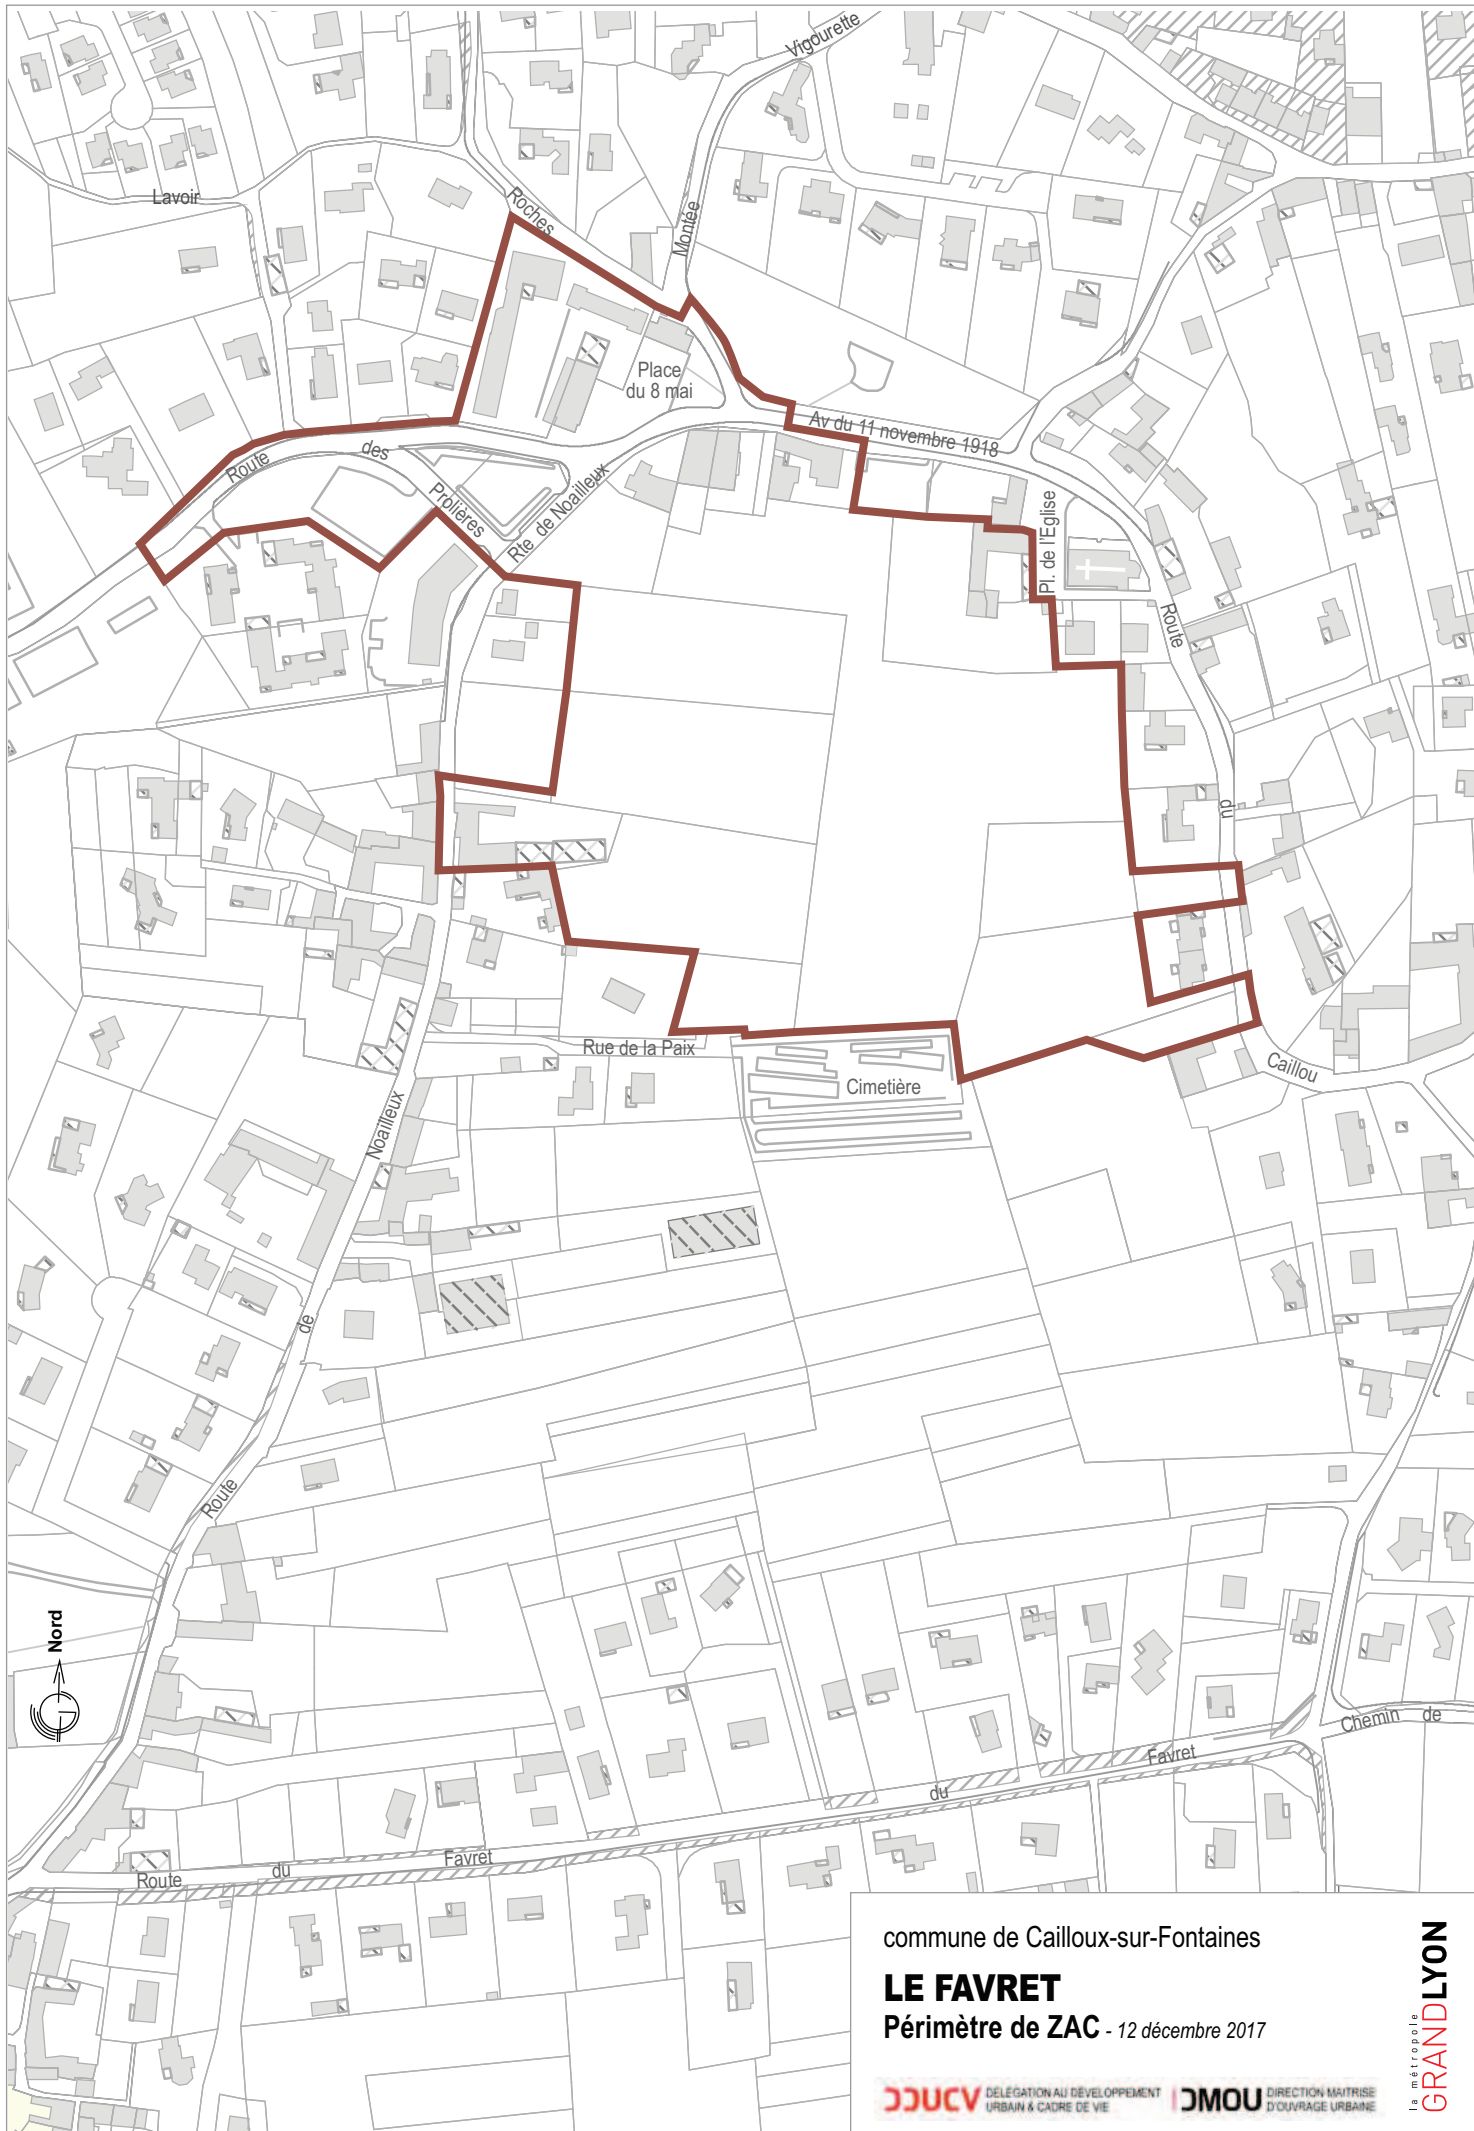 Vigourette
Lavoir
Roches
Montée
Place
du 8 mai
Av du 11 novembre 1918
Route
des
Prolières
Rte de Noailleux
Pl. de l'Eglise
Route
du
Rue de la Paix
Cimetière
Caillou
Noailleux
de
Route
Nord
Chemin de
Favret
du
Favret
du
Route
commune de Cailloux-sur-Fontaines
LE FAVRET
Périmètre de ZAC - 12 décembre 2017
DDUCV DÉLÉGATION AU DÉVELOPPEMENT
URBAIN & CADRE DE VIE
DMOU DIRECTION MAITRISE
D'OUVRAGE URBAINE
la métropole
GRANDLYON